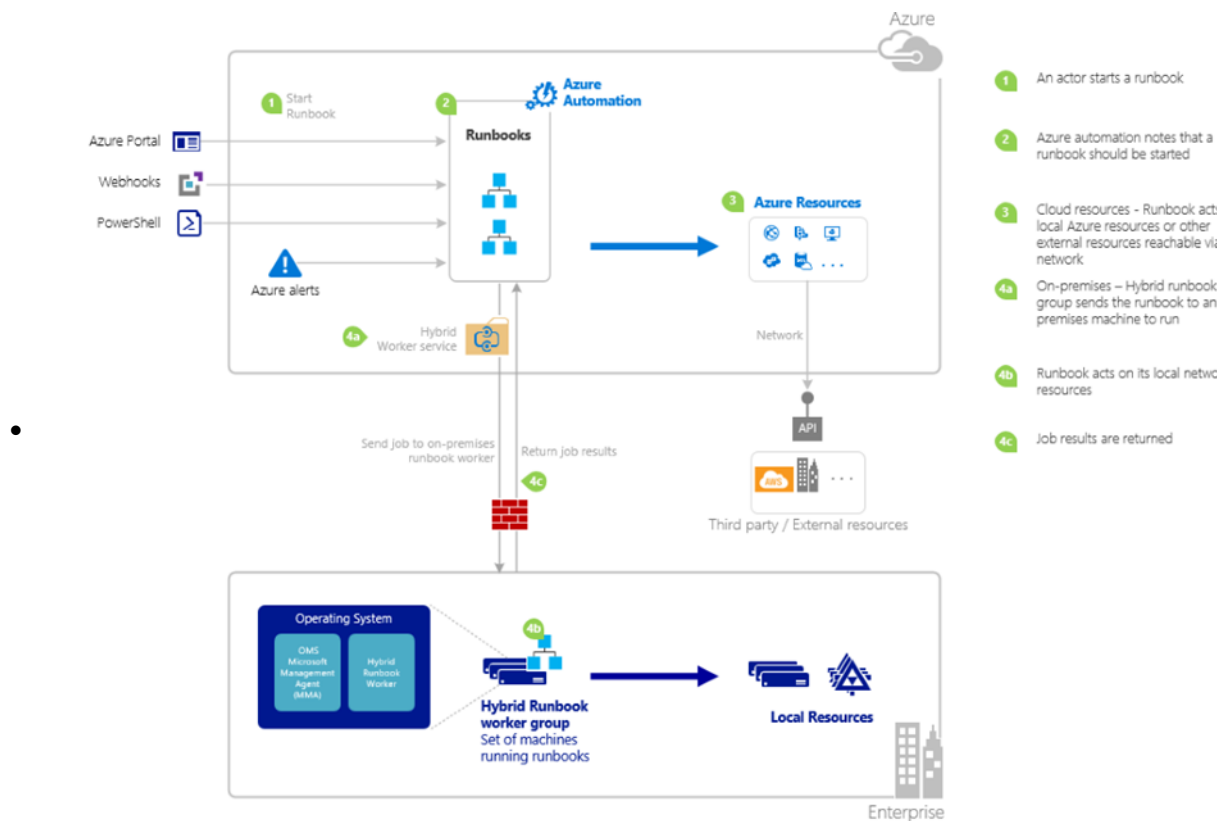 Azure
1
Start
Runbook
2
Azure
Automation
Runbooks
Azure Portal
Webhooks
PowerShell
Azure alerts
3
Azure Resources
...
4a
Hybrid
Worker service
Network
API
AWS
...
Third party / External resources
Send job to on-premises
runbook worker
Return job results
4c
Operating System
OMS
Microsoft
Management
Agent
(MMA)
Hybrid
Runbook
Worker
4b
Hybrid Runbook
worker group
Set of machines
running runbooks
Local Resources
Enterprise
1
An actor starts a runbook
2
Azure automation notes that a
runbook should be started
3
Cloud resources - Runbook acts
local Azure resources or other
external resources reachable via
network
4a
On-premises – Hybrid runbook
group sends the runbook to an
premises machine to run
4b
Runbook acts on its local netwo
resources
4c
Job results are returned